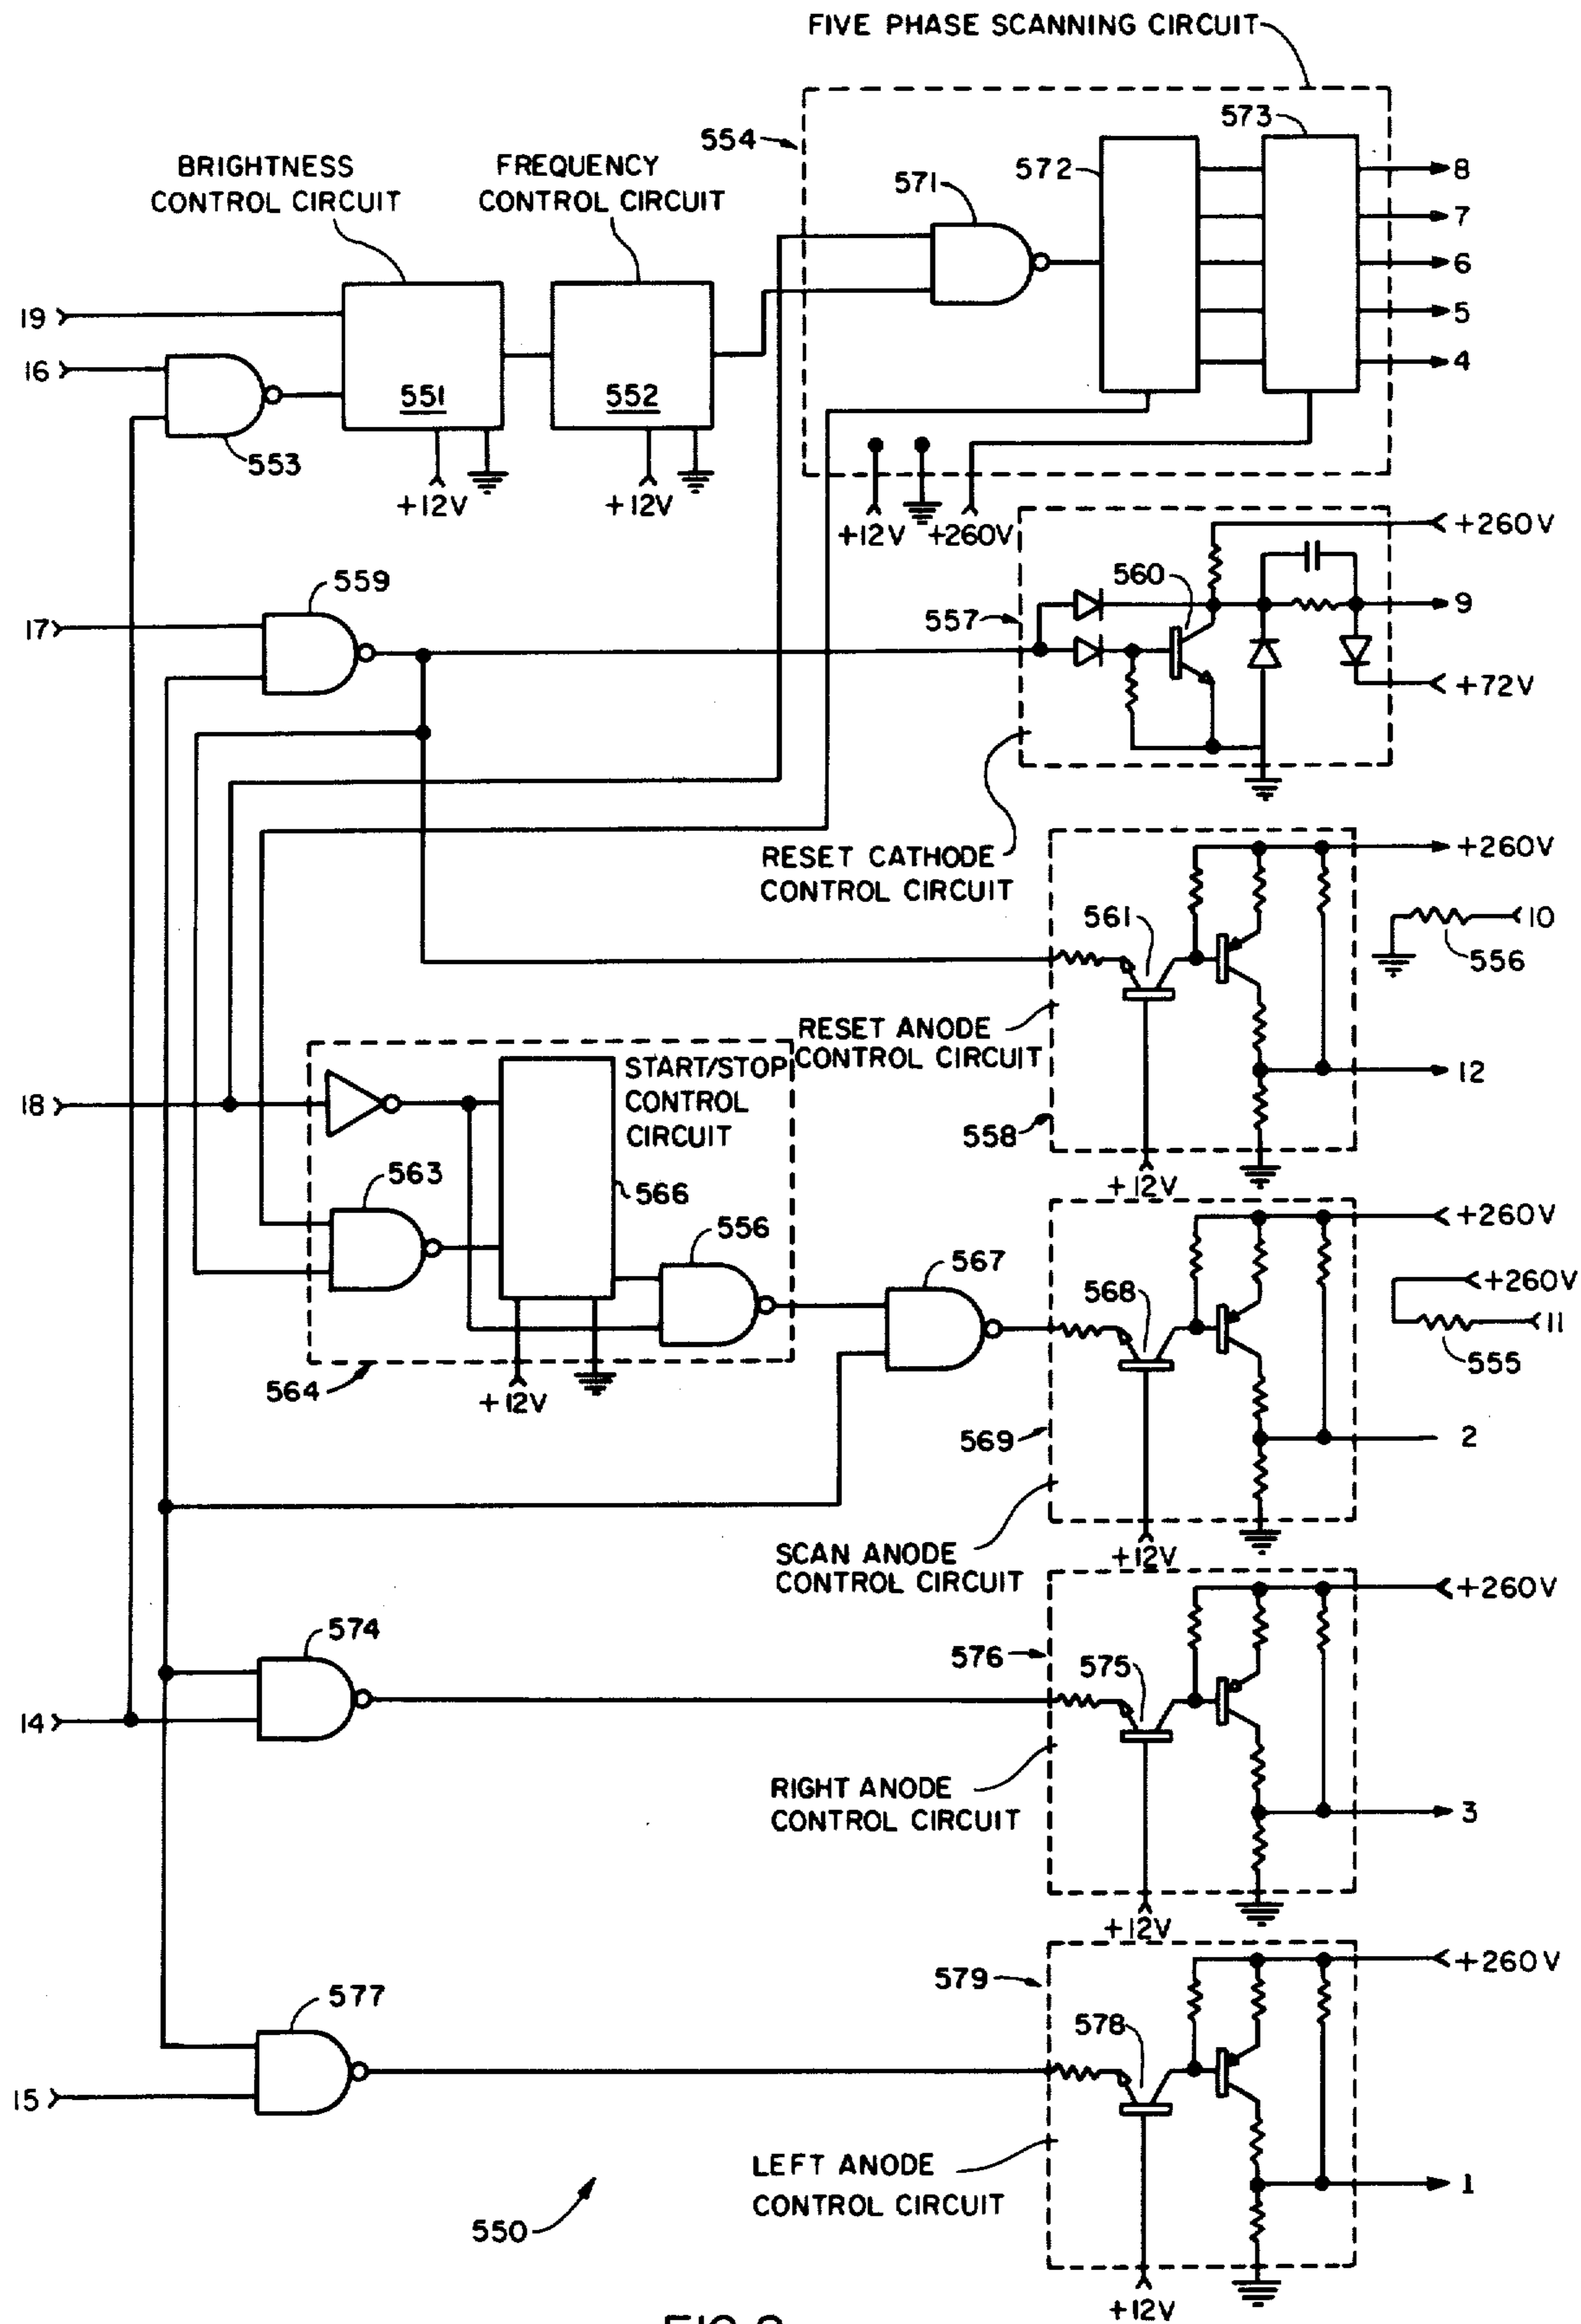 FIVE PHASE SCANNING CIRCUIT
573
554
BRIGHTNESS
CONTROL CIRCUIT
FREQUENCY
CONTROL CIRCUIT
571
572
8
7
6
5
4
19
16
551
552
553
+12V
+12V
+12V
+260V
+260V
560
559
557
9
17
+72V
RESET CATHODE
CONTROL CIRCUIT
+260V
561
10
556
RESET ANODE
CONTROL CIRCUIT
START/STOP
CONTROL
CIRCUIT
12
18
558
563
566
+12V
556
+260V
567
568
+260V
11
555
564
+12V
569
2
SCAN ANODE
CONTROL CIRCUIT
+12V
+260V
574
576
575
14
RIGHT ANODE
CONTROL CIRCUIT
3
+12V
579
+260V
577
578
15
LEFT ANODE
CONTROL CIRCUIT
1
550
+12V